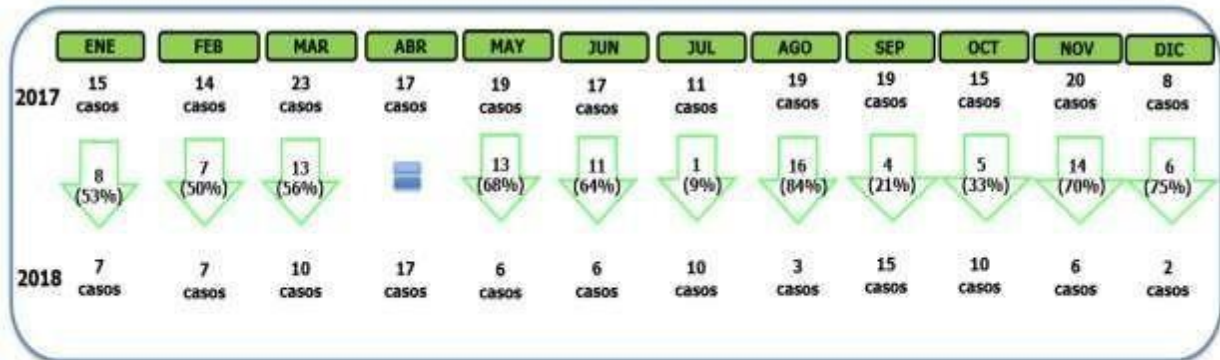 ENE FEB MAR ABR MAY JUN JUL AGO SEP OCT NOV DIC
2017 15 14 23 17 19 17 11 19 19 15 20 8
casos casos casos casos casos casos casos casos casos casos casos casos
8 7 13 13 11 1 16 4 5 14 6
(53%) (50%) (56%) (68%) (64%) (9%) (84%) (21%) (33%) (70%) (75%)
2018 7 7 10 17 6 6 10 3 15 10 6 2
casos casos casos casos casos casos casos casos casos casos casos casos